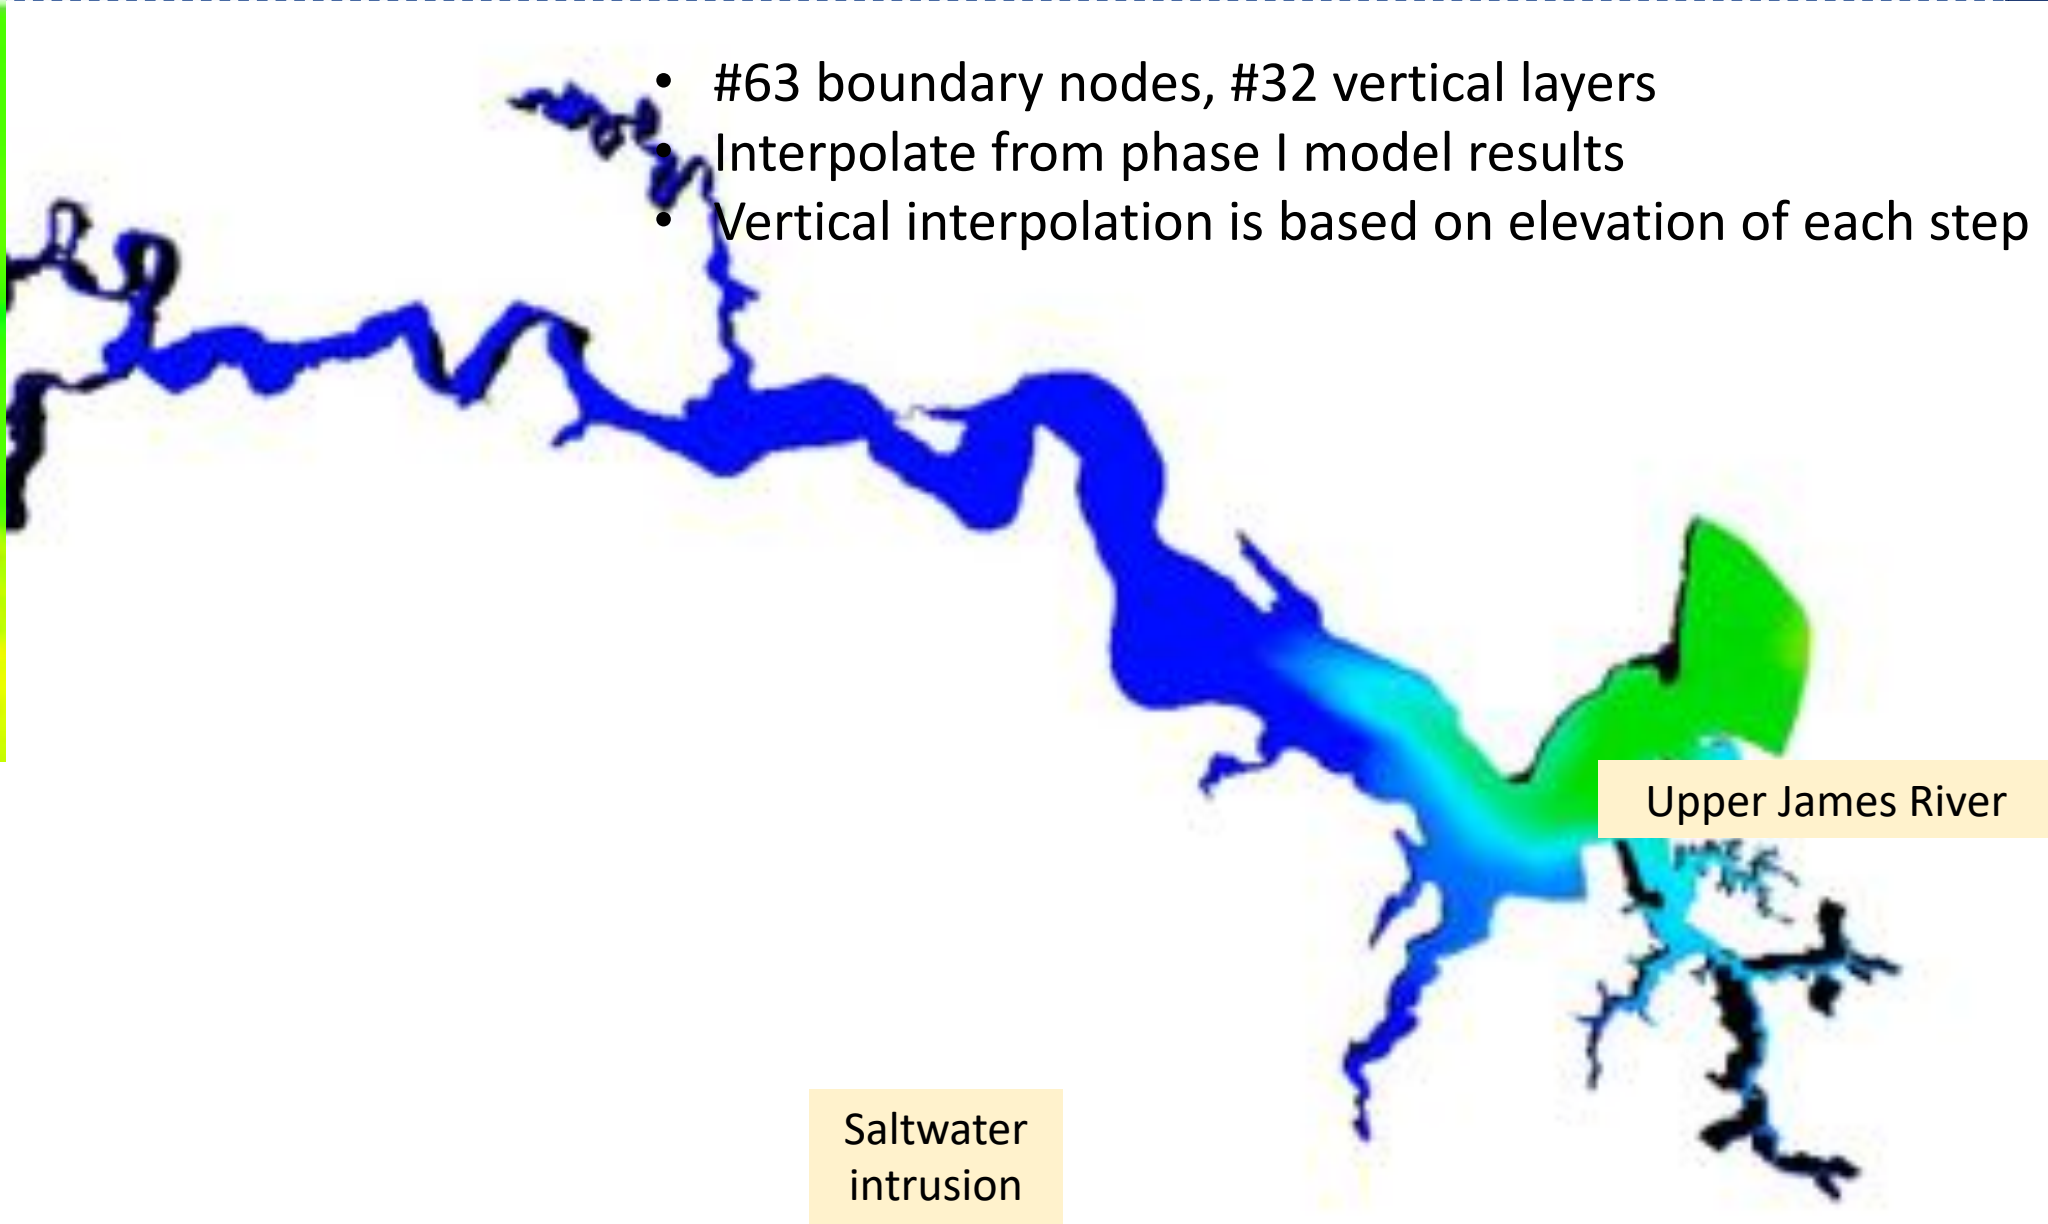 • #63 boundary nodes, #32 vertical layers
• Interpolate from phase I model results
• Vertical interpolation is based on elevation of each step
Upper James River
Saltwater
intrusion